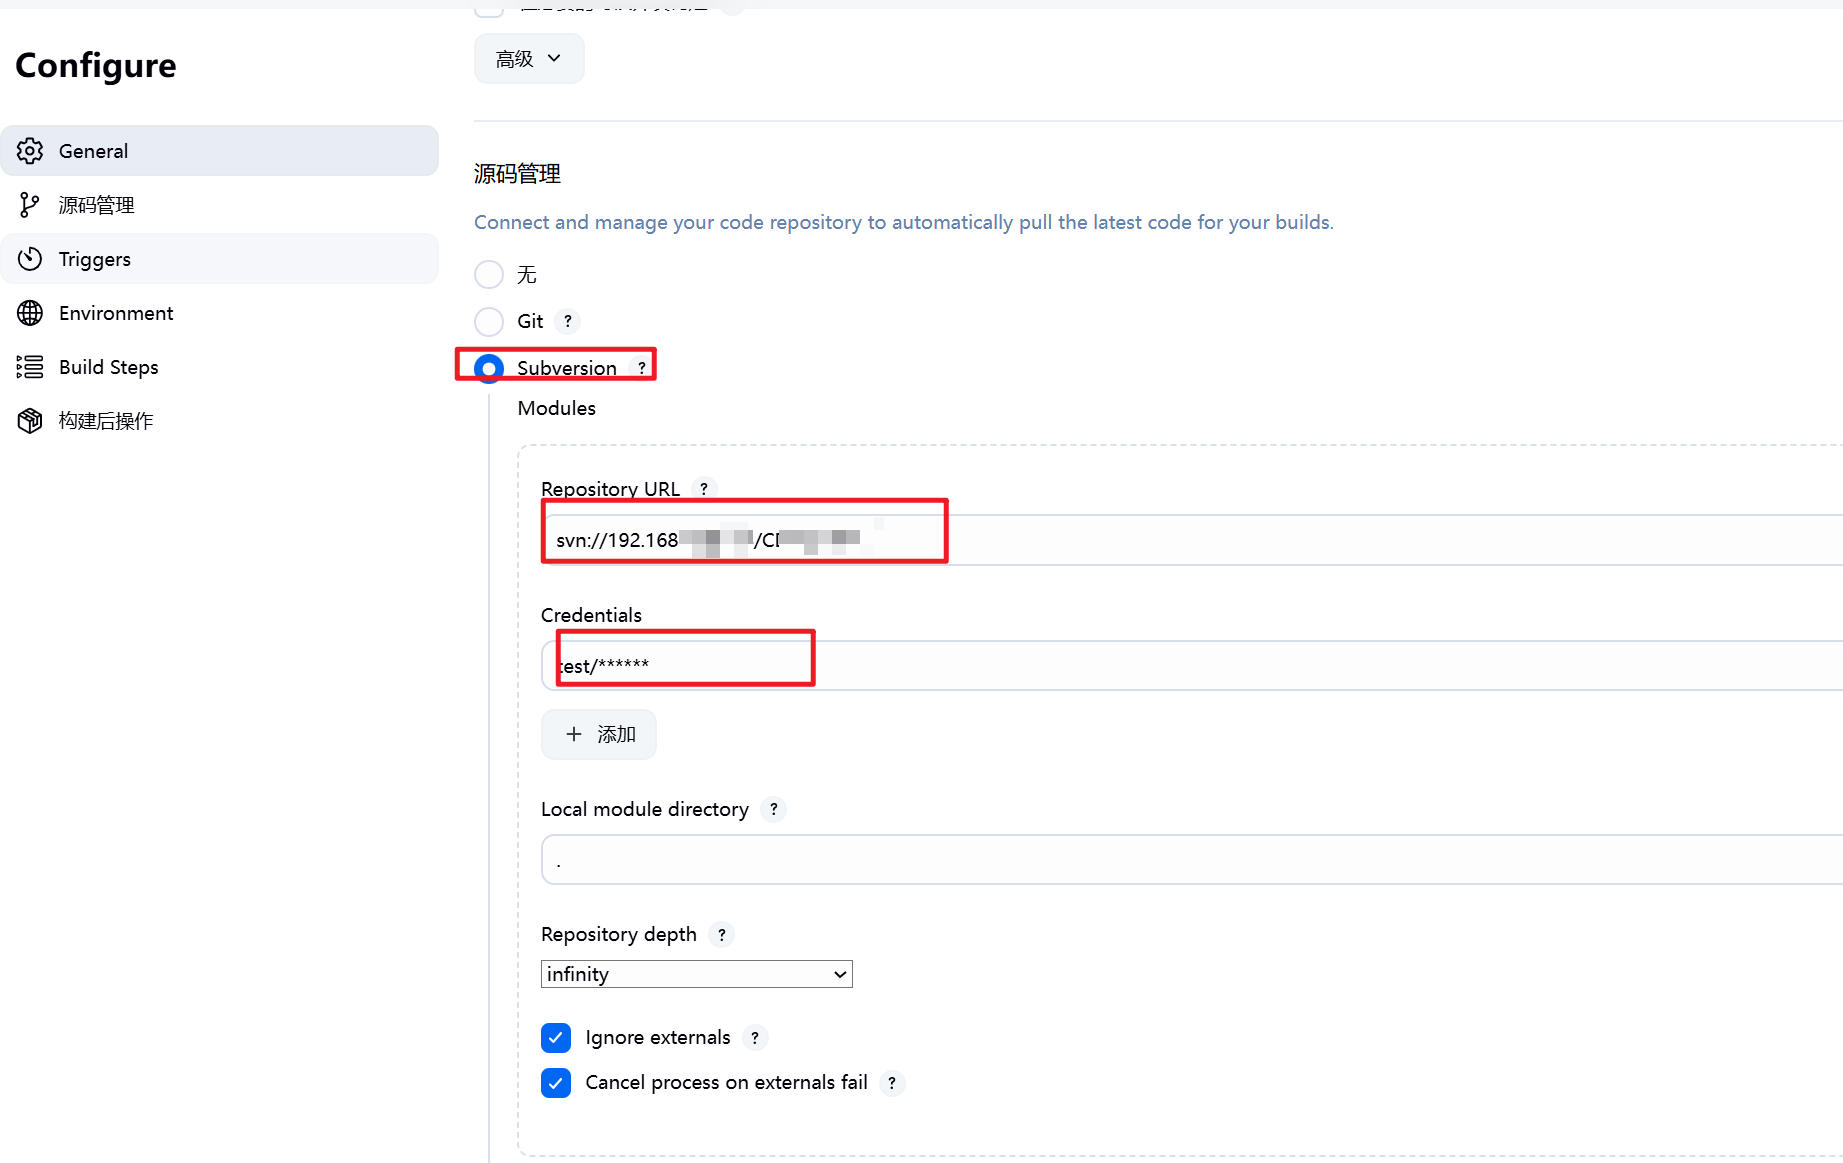 Configure
General
源码管理
Triggers
Environment
Build Steps
构建后操作
高级
源码管理
Connect and manage your code repository to automatically pull the latest code for your builds.
无
Git ?
Subversion ?
Modules
Repository URL ?
svn://192.168 /C
Credentials
test/******
+ 添加
Local module directory ?
.
Repository depth ?
infinity
Ignore externals ?
Cancel process on externals fail ?